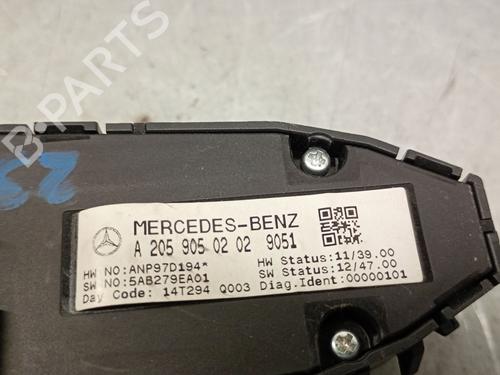 B-PARTS
MERCEDES-BENZ
A 205 905 02 02 9051
HW NO:ANP97D194* HW Status:11/39.00
SW NO:5AB279EA01 SW Status:12/47.00
Day Code: 14T294 Q003 Diag.Ident:00000101